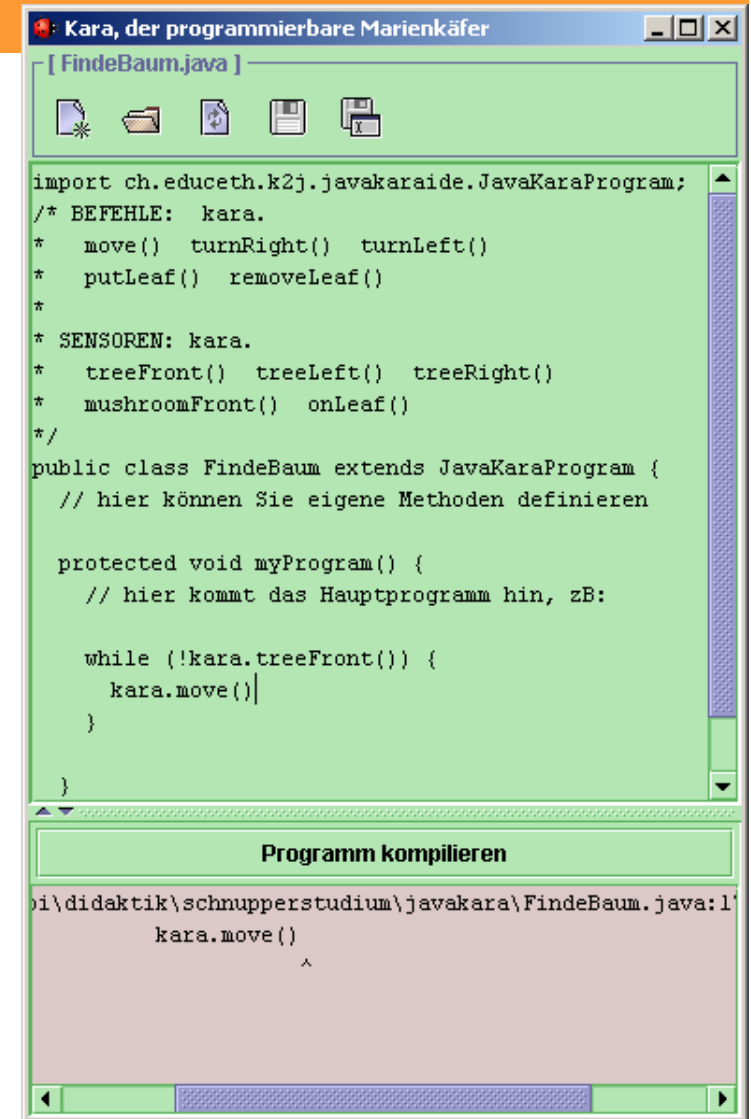 Kara, der programmierbare Marienkäfer
[ FindeBaum.java ]
import ch.educeth.k2j.javakaraide.JavaKaraProgram;
/* BEFEHLE:  kara.
*   move()  turnRight()  turnLeft()
*   putLeaf()  removeLeaf()
*
* SENSOREN: kara.
*   treeFront()  treeLeft()  treeRight()
*   mushroomFront()  onLeaf()
*/
public class FindeBaum extends JavaKaraProgram {
  // hier können Sie eigene Methoden definieren
  protected void myProgram() {
    // hier kommt das Hauptprogramm hin, zB:
    while (!kara.treeFront()) {
      kara.move()
    }
  }
Programm kompilieren
\didaktik\schnupperstudium\javakara\FindeBaum.java:1
kara.move()
^